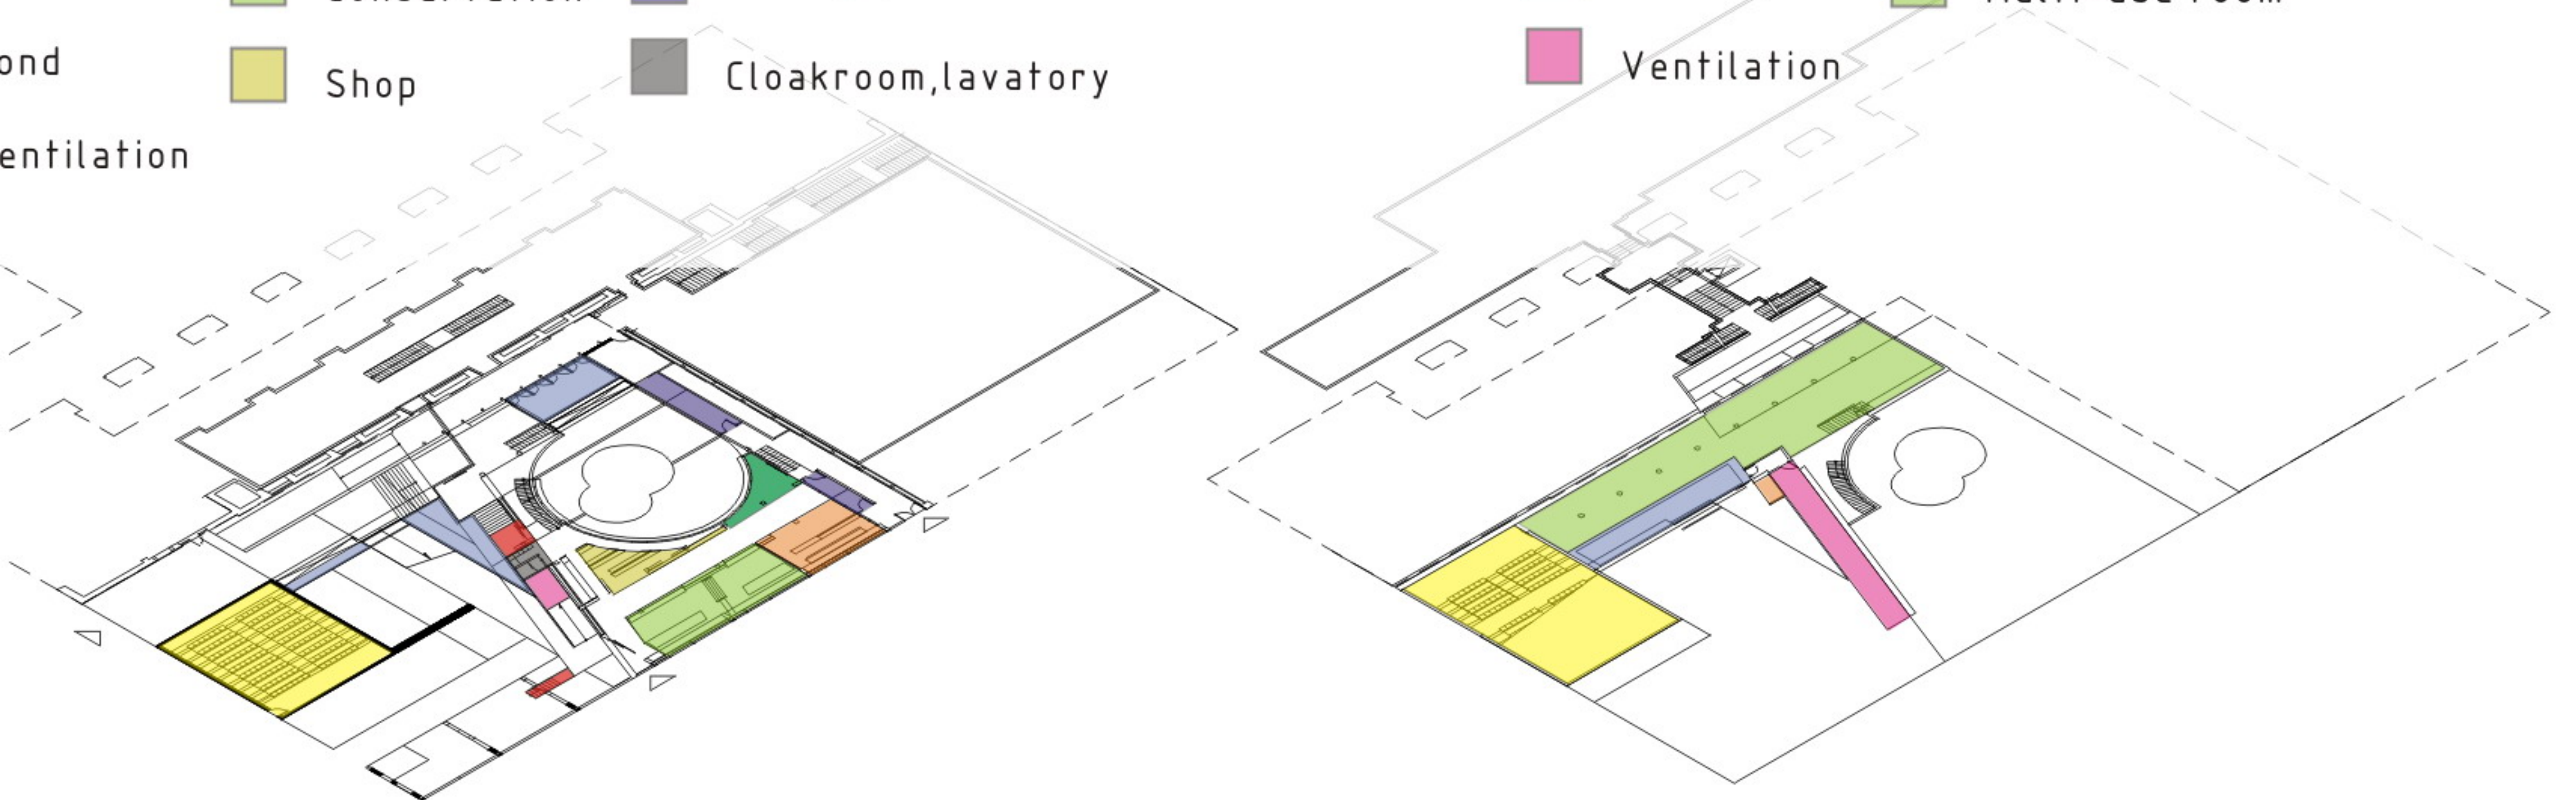 ond
Shop
Cloakroom,lavatory
entilation
Ventilation